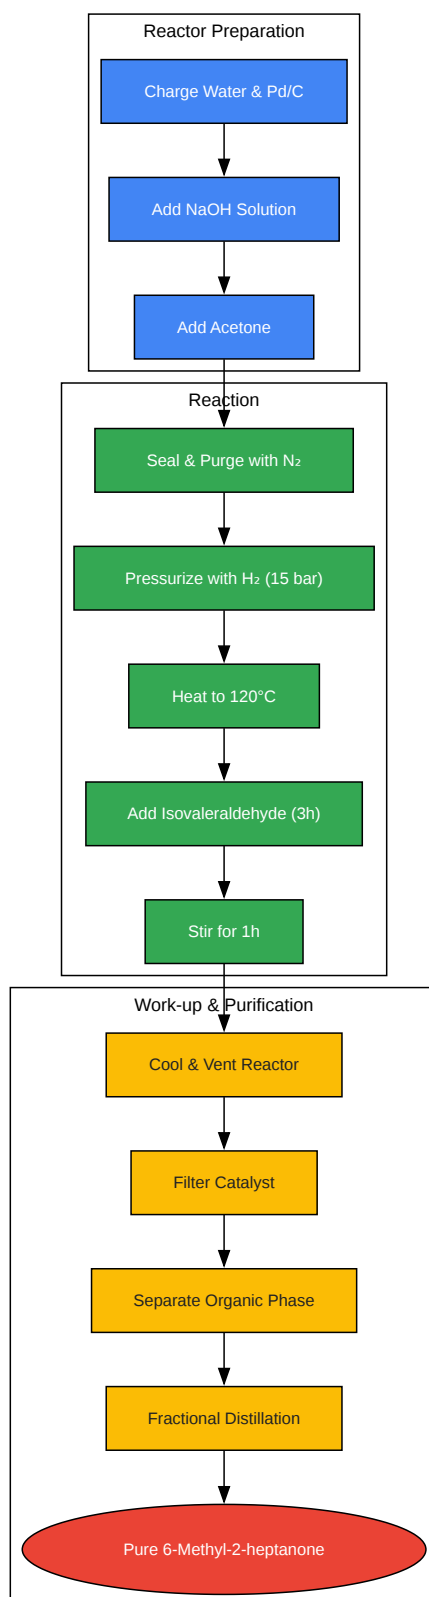 Reactor Preparation
Charge Water & Pd/C
Add NaOH Solution
Add Acetone
Reaction
Seal & Purge with N₂
Pressurize with H₂ (15 bar)
Heat to 120°C
Add Isovaleraldehyde (3h)
Stir for 1h
Work-up & Purification
Cool & Vent Reactor
Filter Catalyst
Separate Organic Phase
Fractional Distillation
Pure 6-Methyl-2-heptanone